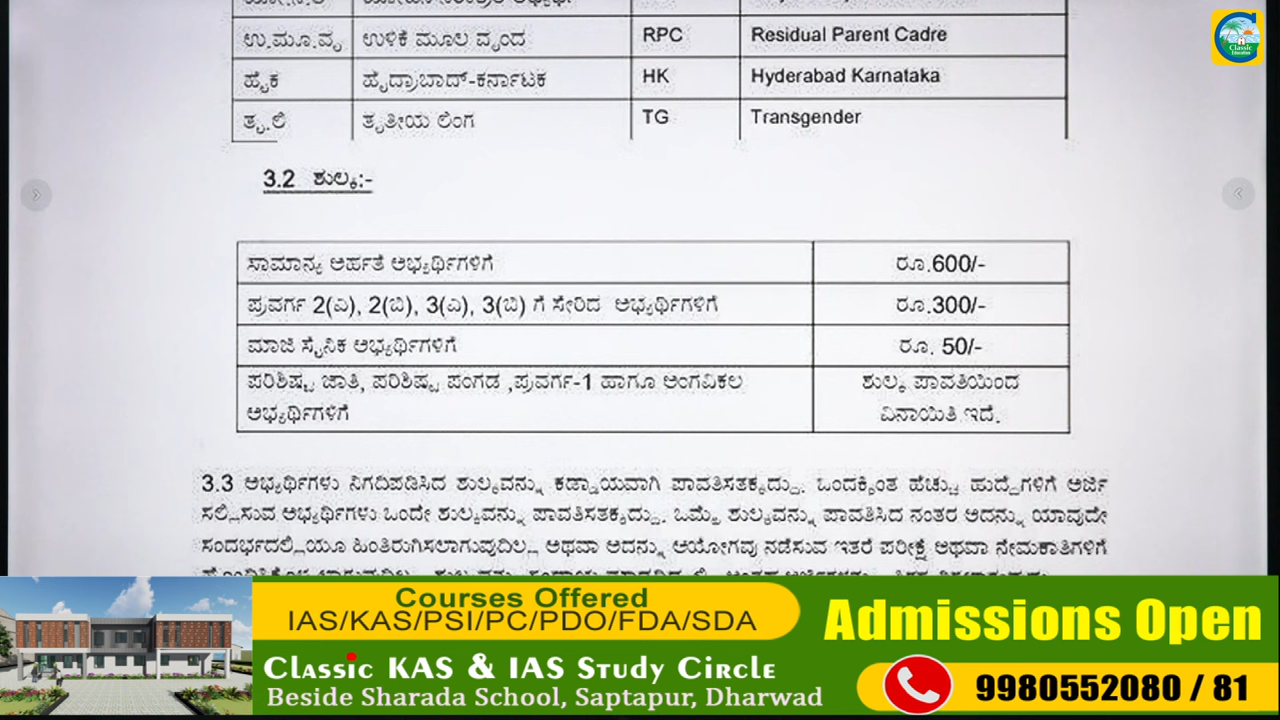 Classic
Education
ಉ.ಮೂ.ವೃ ಉಳಿಕೆ ಮೂಲ ವೃಂದ RPC Residual Parent Cadre
ಹೈಕ ಹೈದ್ರಾಬಾದ್-ಕರ್ನಾಟಕ HK Hyderabad Karnataka
ತೃ.ಲಿ ತೃತೀಯ ಲಿಂಗ TG Transgender
3.2 ಶುಲ್ಕ:-
ಸಾಮಾನ್ಯ ಅರ್ಹತೆ ಅಭ್ಯರ್ಥಿಗಳಿಗೆ ರೂ.600/-
ಪ್ರವರ್ಗ 2(ಎ), 2(ಬಿ), 3(ಎ), 3(ಬಿ) ಗೆ ಸೇರಿದ ಅಭ್ಯರ್ಥಿಗಳಿಗೆ ರೂ.300/-
ಮಾಜಿ ಸೈನಿಕ ಅಭ್ಯರ್ಥಿಗಳಿಗೆ ರೂ. 50/-
ಪರಿಶಿಷ್ಟ ಜಾತಿ, ಪರಿಶಿಷ್ಟ ಪಂಗಡ ,ಪ್ರವರ್ಗ-1 ಹಾಗೂ ಅಂಗವಿಕಲ ಶುಲ್ಕ ಪಾವತಿಯಿಂದ
ಅಭ್ಯರ್ಥಿಗಳಿಗೆ ವಿನಾಯಿತಿ ಇದೆ.
3.3 ಅಭ್ಯರ್ಥಿಗಳು ನಿಗದಿಪಡಿಸಿದ ಶುಲ್ಕವನ್ನು ಕಡ್ಡಾಯವಾಗಿ ಪಾವತಿಸತಕ್ಕದ್ದು. ಒಂದಕ್ಕಿಂತ ಹೆಚ್ಚು ಹುದ್ದೆಗಳಿಗೆ ಅರ್ಜಿ
ಸಲ್ಲಿಸುವ ಅಭ್ಯರ್ಥಿಗಳು ಒಂದೇ ಶುಲ್ಕವನ್ನು ಪಾವತಿಸತಕ್ಕದ್ದು. ಒಮ್ಮೆ ಶುಲ್ಕವನ್ನು ಪಾವತಿಸಿದ ನಂತರ ಅದನ್ನು ಯಾವುದೇ
ಸಂದರ್ಭದಲ್ಲಿಯೂ ಹಿಂತಿರುಗಿಸಲಾಗುವುದಿಲ್ಲ ಅಥವಾ ಅದನ್ನು ಆಯೋಗವು ನಡೆಸುವ ಇತರೆ ಪರೀಕ್ಷೆ ಅಥವಾ ನೇಮಕಾತಿಗಳಿಗೆ
Courses Offered
IAS/KAS/PSI/PC/PDO/FDA/SDA
Classic KAS & IAS Study Circle
Beside Sharada School, Saptapur, Dharwad
Admissions Open
9980552080 / 81